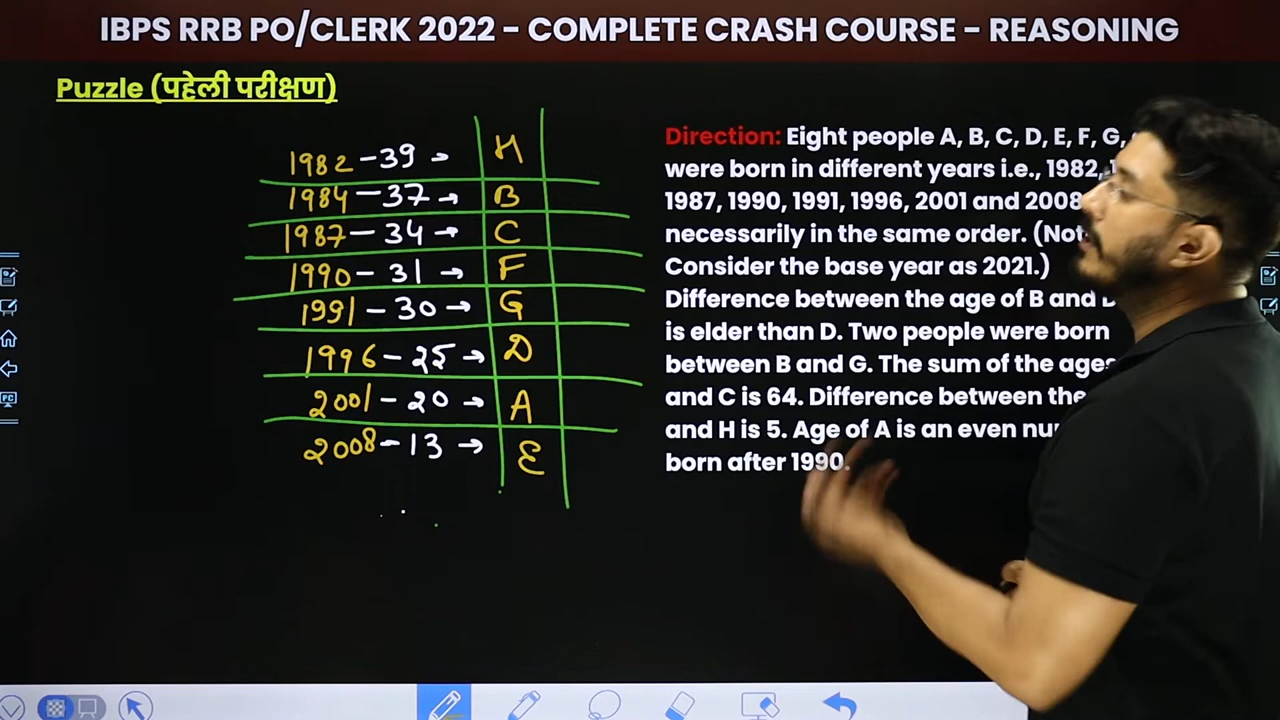 IBPS RRB PO/CLERK 2022 - COMPLETE CRASH COURSE - REASONING
Puzzle (पहेली परीक्षण)
1982 - 39 → H
1984 - 37 → B
1987 - 34 → C
1990 - 31 → F
1991 - 30 → G
1996 - 25 → D
2001 - 20 → A
2008 - 13 → E
Direction: Eight people A, B, C, D, E, F, G,
were born in different years i.e., 1982,
1987, 1990, 1991, 1996, 2001 and 2008
necessarily in the same order.
Consider the base year as 2021.)
Difference between the age of B and
is elder than D. Two people were born
between B and G. The sum of the ages
and C is 64. Difference between the
and H is 5. Age of A is an even
born after 1990.
PC